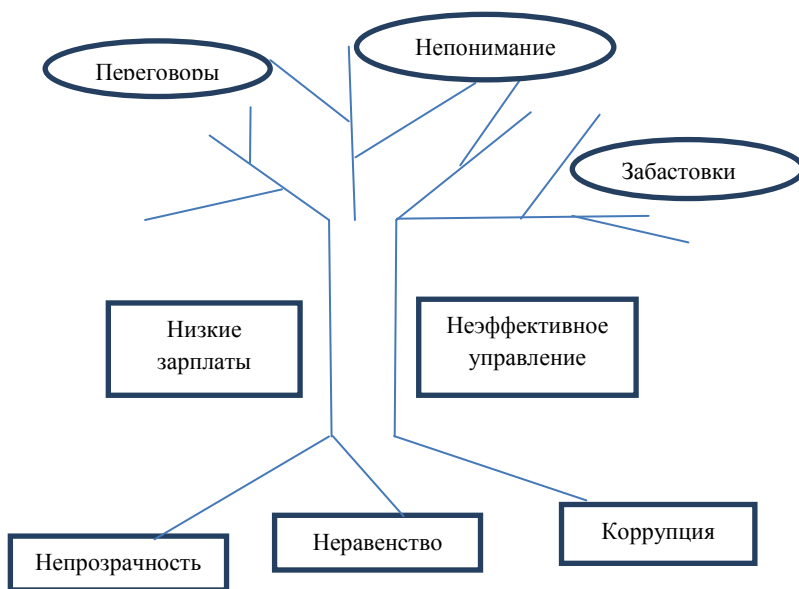 Непонимание
Переговоры
Забастовки
Низкие
зарплаты
Неэффективное
управление
Непрозрачность
Неравенство
Коррупция